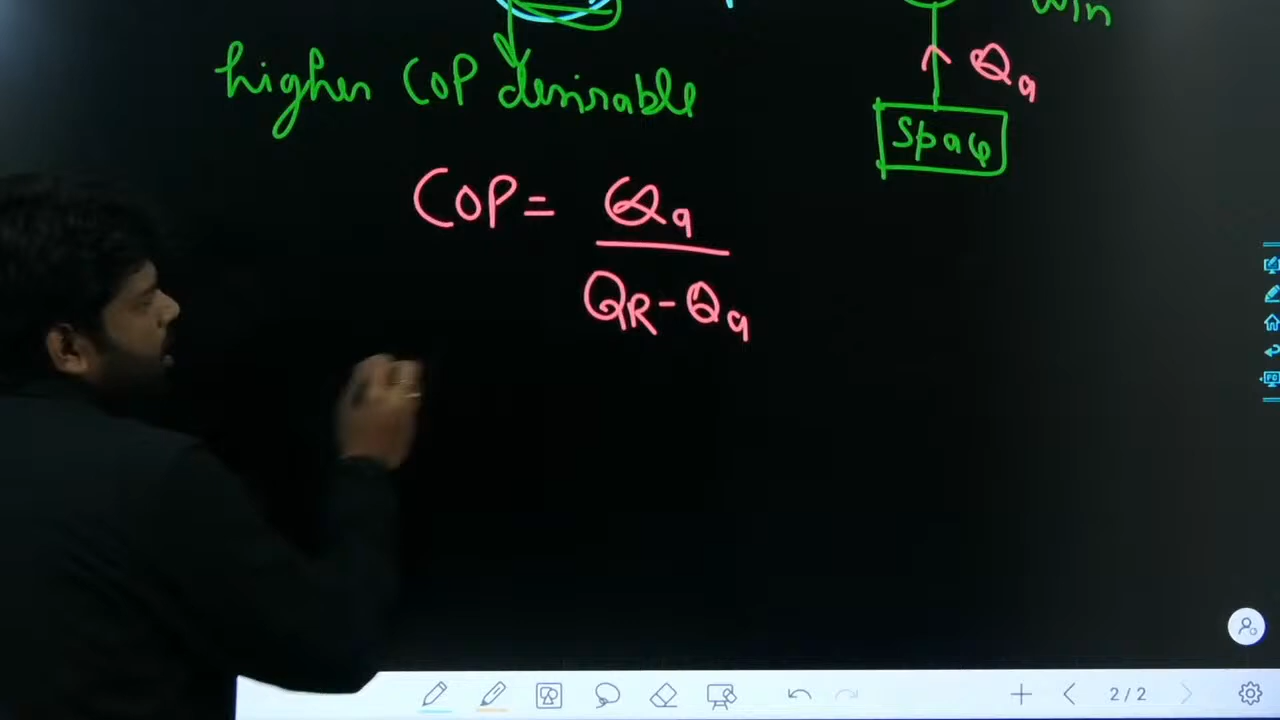 Win
higher COP desirable
Qa
Space
COP = Qa
QR - Qa
2/2